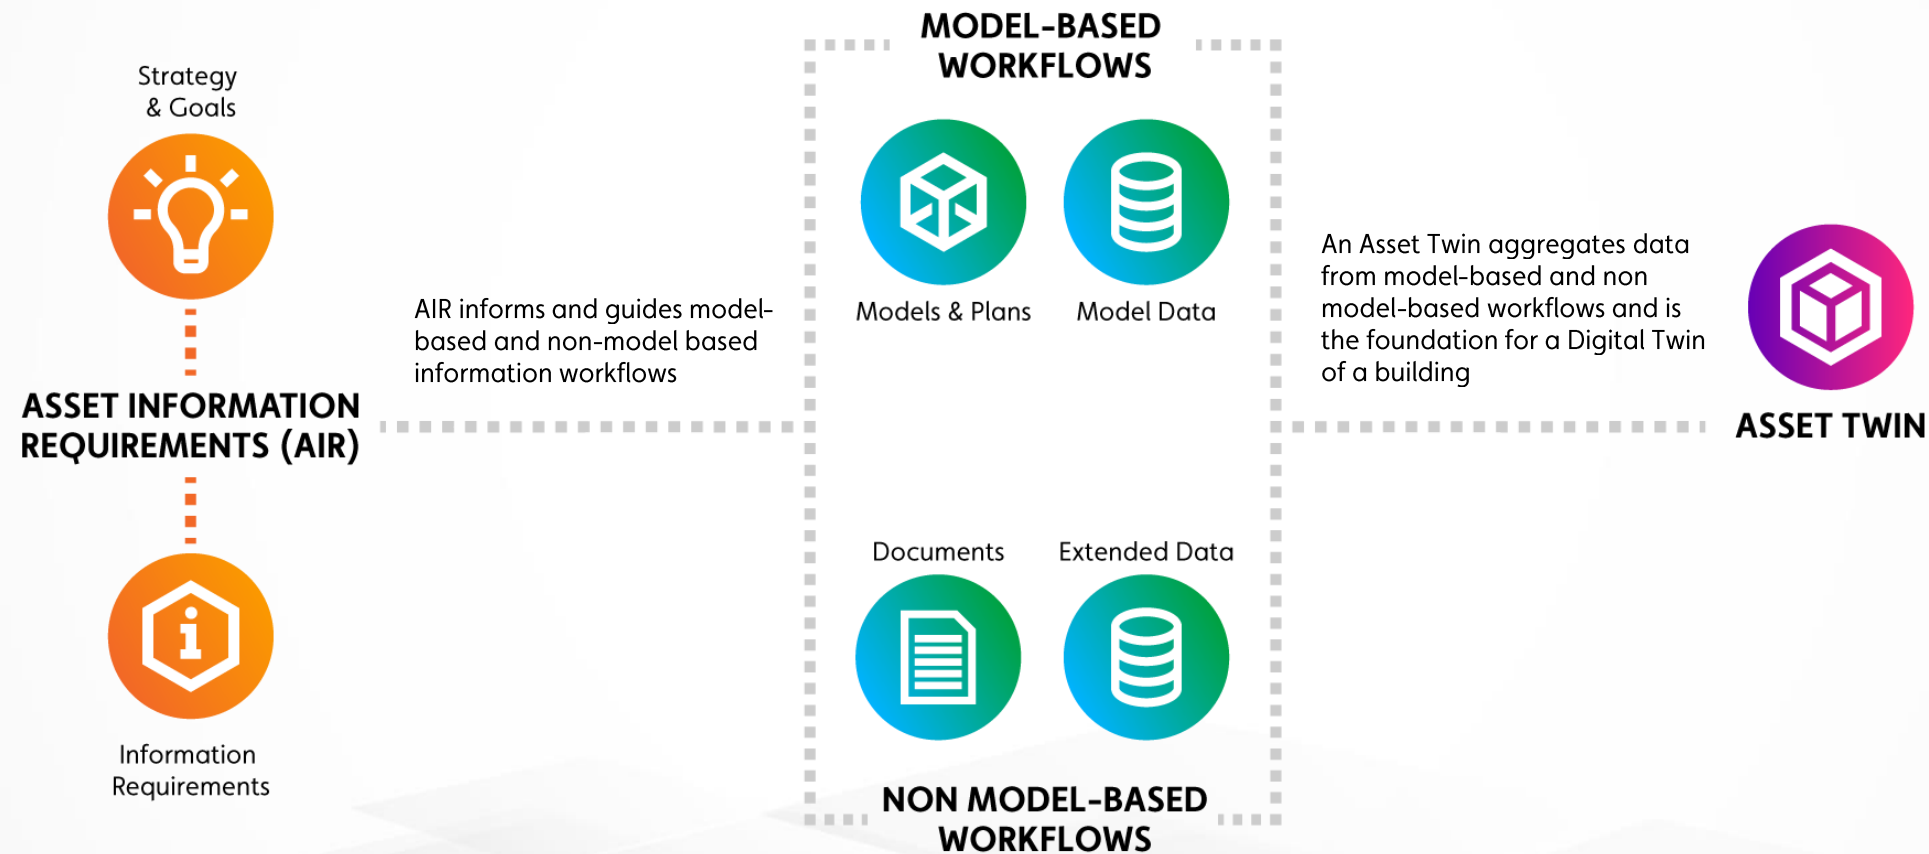 Strategy
& Goals
ASSET INFORMATION
REQUIREMENTS (AIR)
Information
Requirements
AIR informs and guides model-
based and non-model based
information workflows
MODEL-BASED
WORKFLOWS
Models & Plans
Model Data
Documents
Extended Data
NON MODEL-BASED
WORKFLOWS
An Asset Twin aggregates data
from model-based and non
model-based workflows and is
the foundation for a Digital Twin
of a building
ASSET TWIN